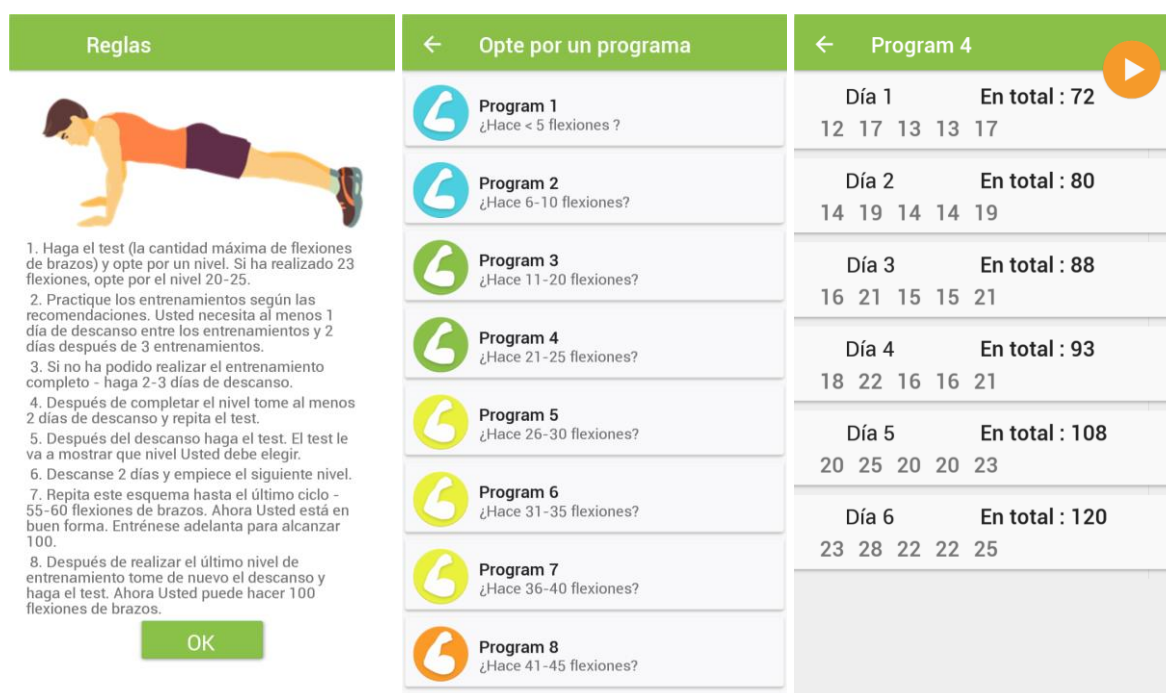 Reglas
1. Haga el test (la cantidad máxima de flexiones
de brazos) y opte por un nivel. Si ha realizado 23
flexiones, opte por el nivel 20-25.
2. Practique los entrenamientos según las
recomendaciones. Usted necesita al menos 1
día de descanso entre los entrenamientos y 2
días después de 3 entrenamientos.
3. Si no ha podido realizar el entrenamiento
completo - haga 2-3 días de descanso.
4. Después de completar el nivel tome al menos
2 días de descanso y repita el test.
5. Después del descanso haga el test. El test le
va a mostrar que nivel Usted debe elegir.
6. Descanse 2 días y empiece el siguiente nivel.
7. Repita este esquema hasta el último ciclo -
55-60 flexiones de brazos. Ahora Usted está en
buen forma. Entrénese adelanta para alcanzar
100.
8. Después de realizar el último nivel de
entrenamiento tome de nuevo el descanso y
haga el test. Ahora Usted puede hacer 100
flexiones de brazos.
OK
Opte por un programa
Program 1
¿Hace < 5 flexiones ?
Program 2
¿Hace 6-10 flexiones?
Program 3
¿Hace 11-20 flexiones?
Program 4
¿Hace 21-25 flexiones?
Program 5
¿Hace 26-30 flexiones?
Program 6
¿Hace 31-35 flexiones?
Program 7
¿Hace 36-40 flexiones?
Program 8
¿Hace 41-45 flexiones?
Program 4
Día 1 En total : 72
12 17 13 13 17
Día 2 En total : 80
14 19 14 14 19
Día 3 En total : 88
16 21 15 15 21
Día 4 En total : 93
18 22 16 16 21
Día 5 En total : 108
20 25 20 20 23
Día 6 En total : 120
23 28 22 22 25